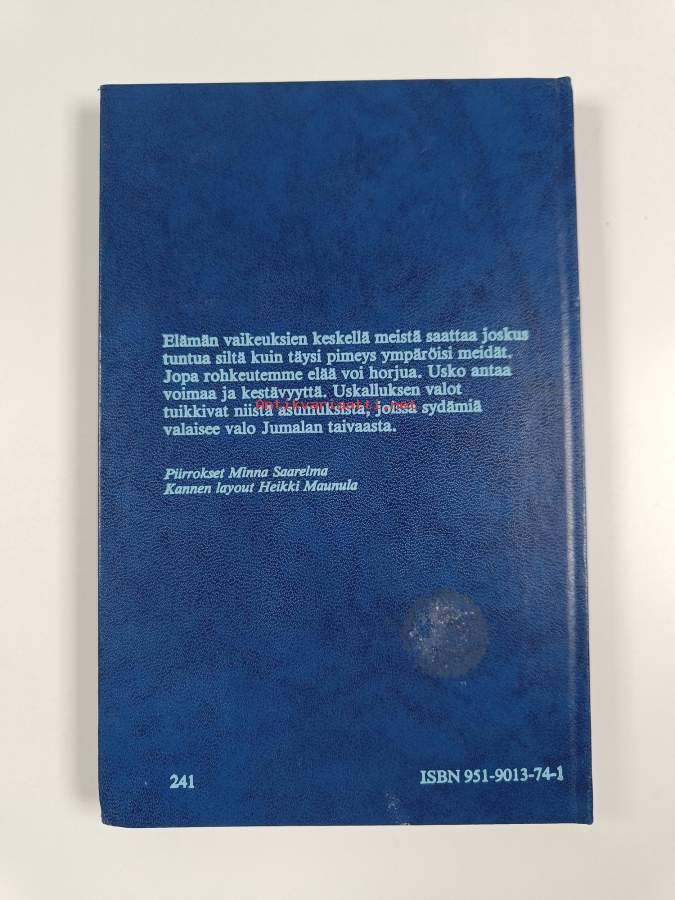 Elämän vaikeuksien keskellä meistä saattaa joskus
tuntua siltä kuin täysi pimeys ympäröisi meidät.
Jopa rohkeutemme elää voi horjua. Usko antaa
voimaa ja kestävyyttä. Uskalluksen valot
tuikkivat niistä asumuksista, joissa sydämiä
Antikvariaatti.net
valaisee valo Jumalan taivaasta.
Piirrokset Minna Saarelma
Kannen layout Heikki Maunula
241
ISBN 951-9013-74-1